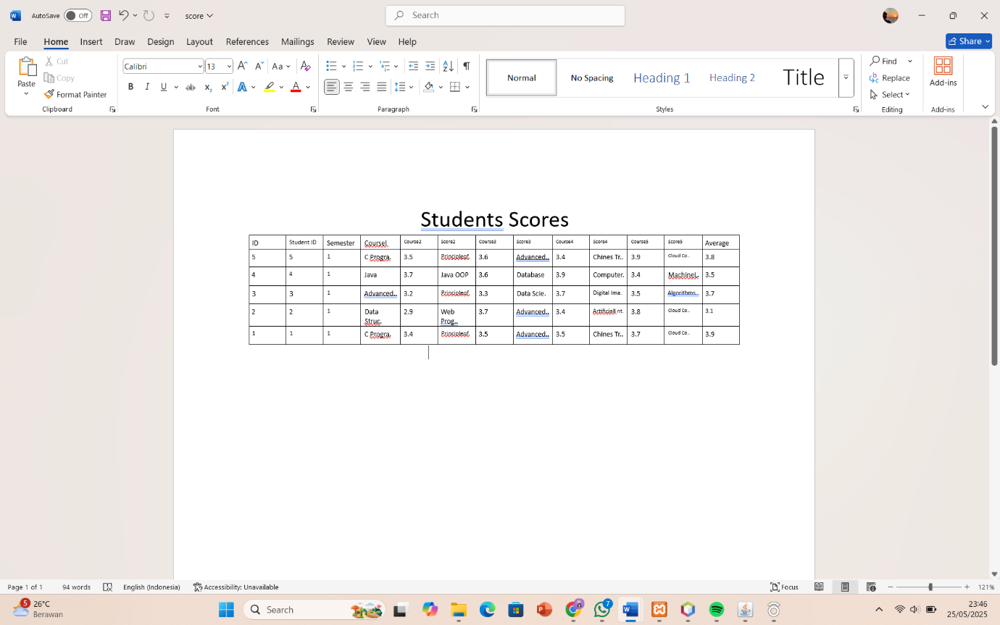 AutoSave Off score Search
File Home Insert Draw Design Layout References Mailings Review View Help Share
Paste Cut Copy Format Painter Clipboard
Calibri 13 Font
Paragraph
Normal No Spacing Heading 1 Heading 2 Title Styles
Find Replace Select Editing
Add-ins Add-ins
Students Scores
ID Student ID Semester Course1 Course2 Score2 Course3 Score3 Course4 Score4 Course5 Score5 Average
5 5 1 C Progra. 3.5 Principleof. 3.6 Advanced.. 3.4 Chines Tr.. 3.9 Cloud Co... 3.8
4 4 1 Java 3.7 Java OOP 3.6 Database 3.9 Computer. 3.4 MachineL. 3.5
3 3 1 Advanced.. 3.2 Principleof. 3.3 Data Scie. 3.7 Digital Ima. 3.5 Algorithms... 3.7
2 2 1 Data Struc. 2.9 Web Prog.. 3.7 Advanced.. 3.4 ArtificialI nt. 3.8 Cloud Co... 3.1
1 1 1 C Progra. 3.4 Principleof. 3.5 Advanced.. 3.5 Chines Tr.. 3.7 Cloud Co... 3.9
Page 1 of 1 94 words English (Indonesia) Accessibility: Unavailable Focus 121%
5 26°C Search 7 23:46
Berawan 25/05/2025